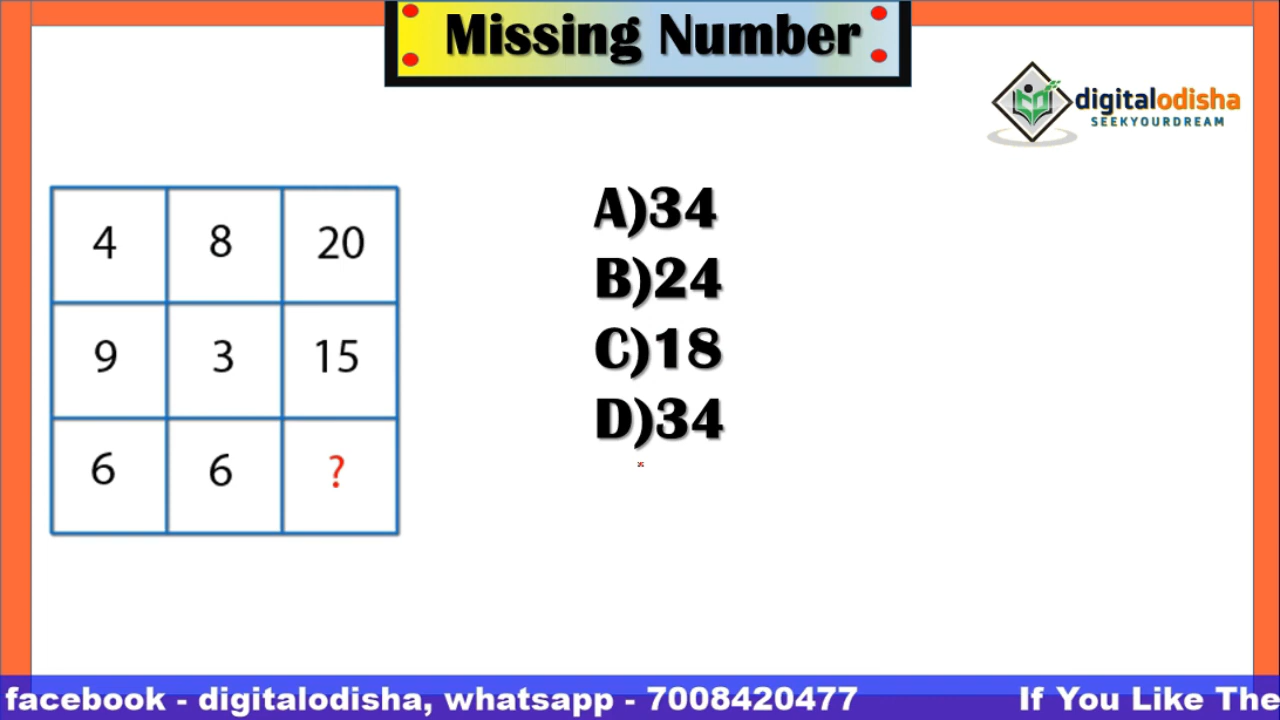 Missing Number
digitalodisha
SEEKYOURDREAM
4 8 20
9 3 15
6 6 ?
A)34
B)24
C)18
D)34
facebook - digitalodisha, whatsapp - 7008420477 If You Like The